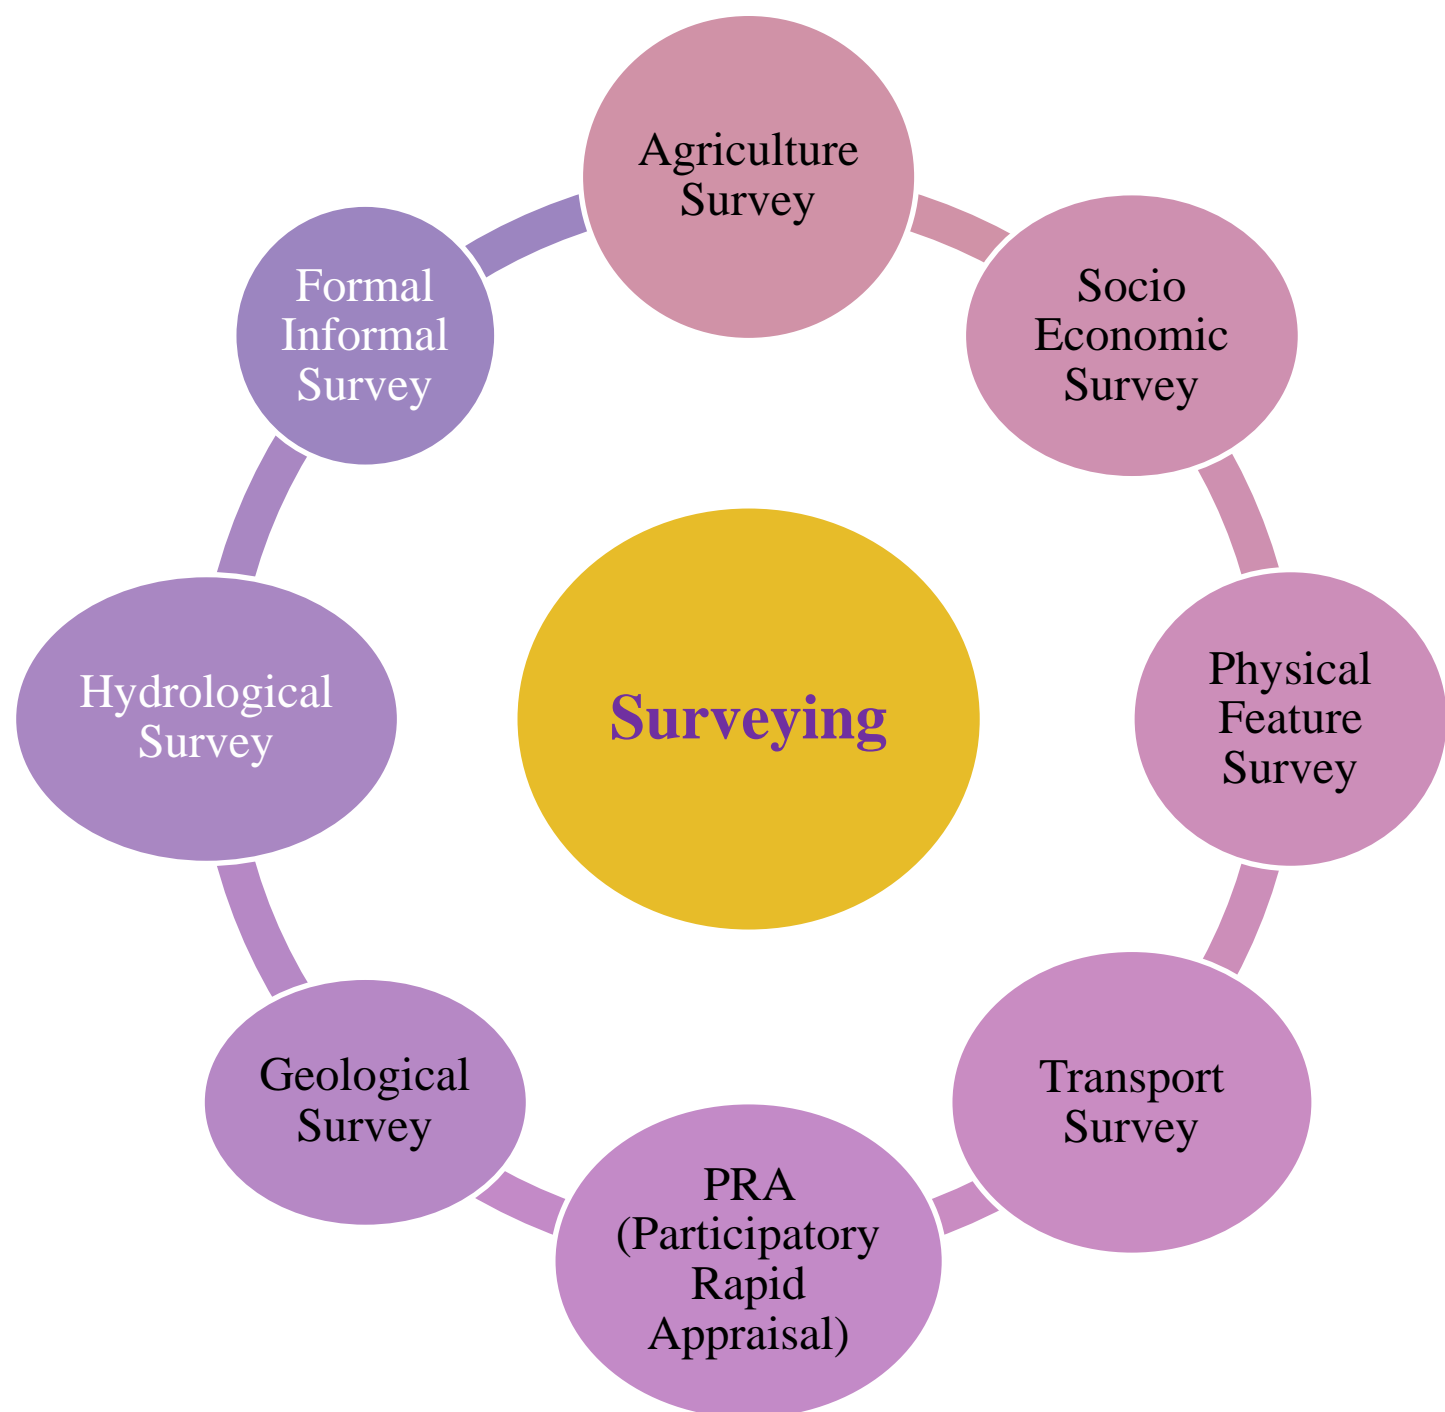 Agriculture
Survey
Socio
Economic
Survey
Physical
Feature
Survey
Transport
Survey
PRA
(Participatory
Rapid
Appraisal)
Geological
Survey
Hydrological
Survey
Formal
Informal
Survey
Surveying